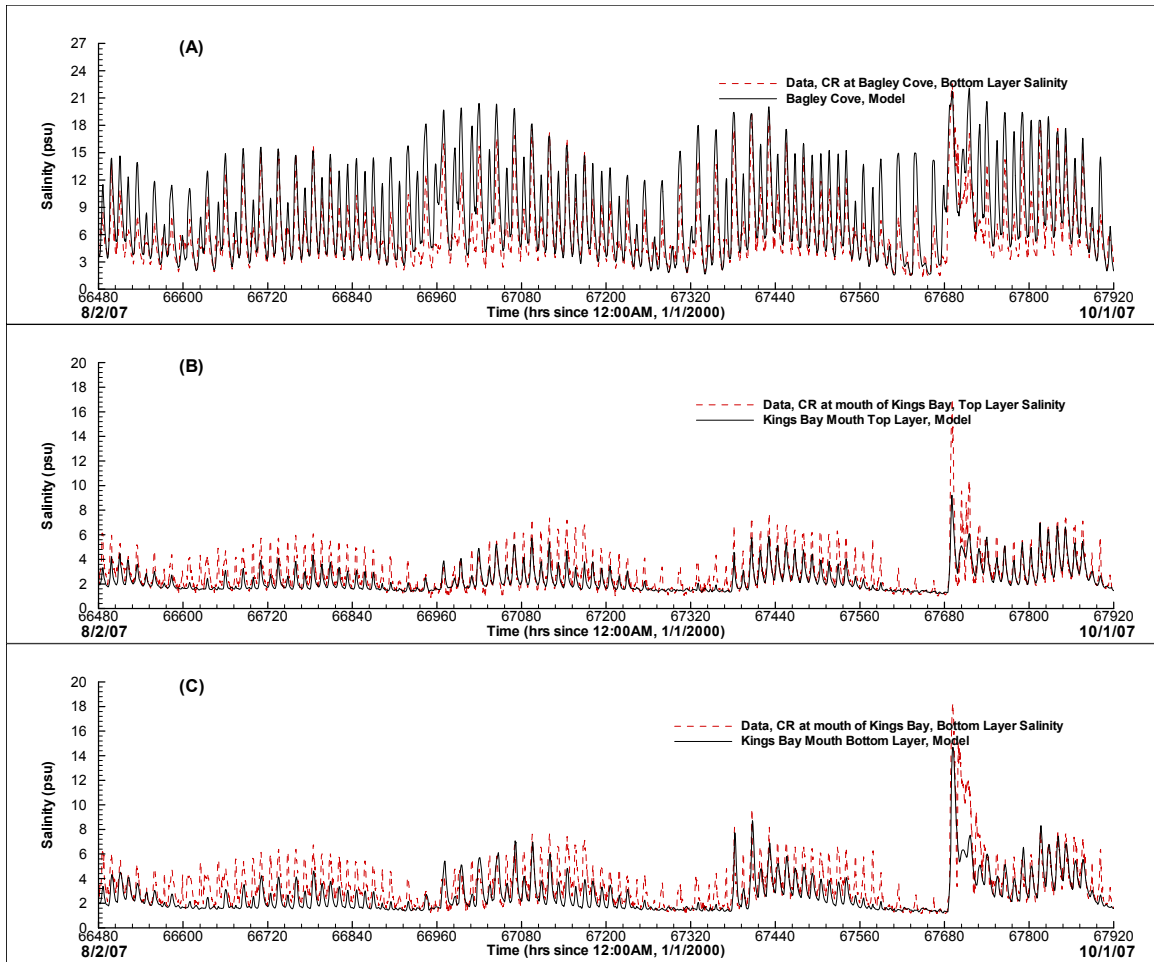 (A)
27
24
21
18
15
12
9
6
3
0
Salinity (psu)
Data, CR at Bagley Cove, Bottom Layer Salinity
Bagley Cove, Model
66480 66600 66720 66840 66960 67080 67200 67320 67440 67560 67680 67800 67920
8/2/07 Time (hrs since 12:00AM, 1/1/2000) 10/1/07
(B)
20
18
16
14
12
10
8
6
4
2
0
Salinity (psu)
Data, CR at mouth of Kings Bay, Top Layer Salinity
Kings Bay Mouth Top Layer, Model
66480 66600 66720 66840 66960 67080 67200 67320 67440 67560 67680 67800 67920
8/2/07 Time (hrs since 12:00AM, 1/1/2000) 10/1/07
(C)
20
18
16
14
12
10
8
6
4
2
0
Salinity (psu)
Data, CR at mouth of Kings Bay, Bottom Layer Salinity
Kings Bay Mouth Bottom Layer, Model
66480 66600 66720 66840 66960 67080 67200 67320 67440 67560 67680 67800 67920
8/2/07 Time (hrs since 12:00AM, 1/1/2000) 10/1/07